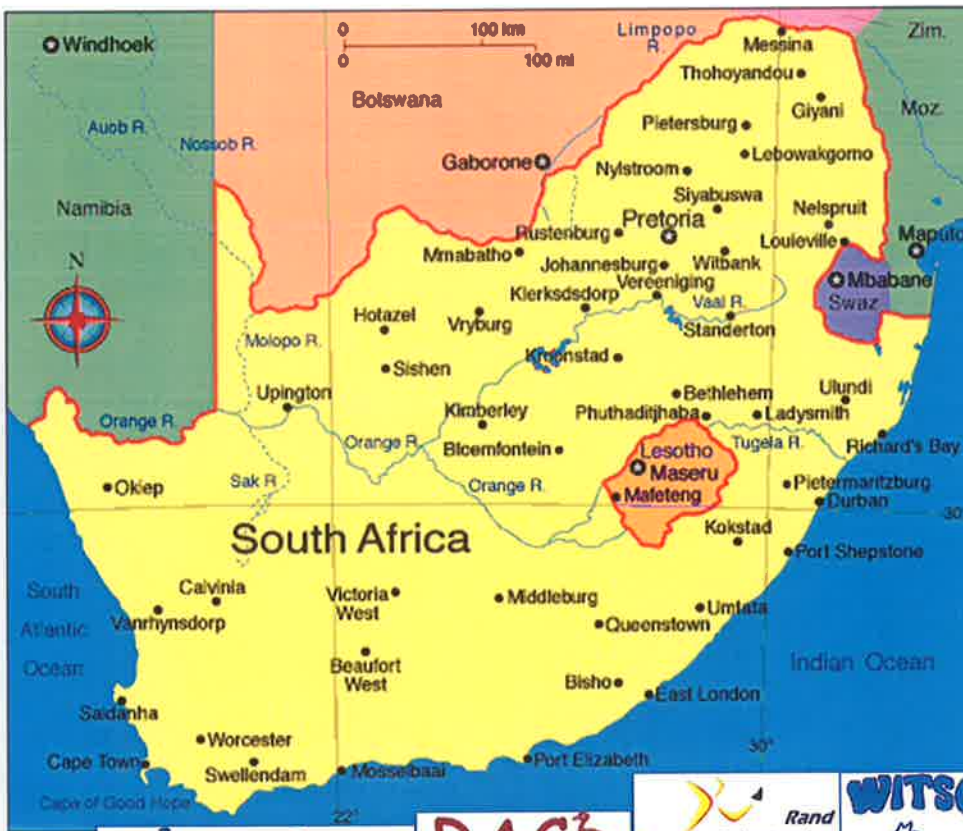 Windhoek
0 100 km
0 100 mi
Limpopo
R.
Zim.
Messina
Thohoyandou
Botswana
Giyani
Moz.
Auob R.
Nossob R.
Pietersburg
Gaborone
Lebowakgomo
Nylstroom
Namibia
Siyabuswa
Nelspruit
Pretoria
Rustenburg
Louieville
Maputo
N
Mmabatho
Johannesburg
Witbank
Vereeniging
Mbabane
Swaz.
Klerksdsdorp
Vaal R.
Hotazel
Vryburg
Standerton
Molopo R.
Kroonstad
Sishen
Upington
Bethlehem
Ulundi
Kimberley
Phuthaditjhaba
Ladysmith
Orange R.
Orange R.
Bloemfontein
Tugela R.
Richard's Bay
Lesotho
Maseru
Sak R
Orange R.
Okiep
Mafeteng
Pietermaritzburg
Durban
30°
South Africa
Kokstad
Port Shepstone
South
Atlantic
Ocean
Calvinia
Victoria
West
Middleburg
Umtata
Vanrhynsdorp
Queenstown
Beaufort
West
Indian Ocean
Bisho
East London
Saldanha
Worcester
30°
Cape Town
Swellendam
Mosselbaai
Port Elizabeth
Cape of Good Hope
22°
Rand